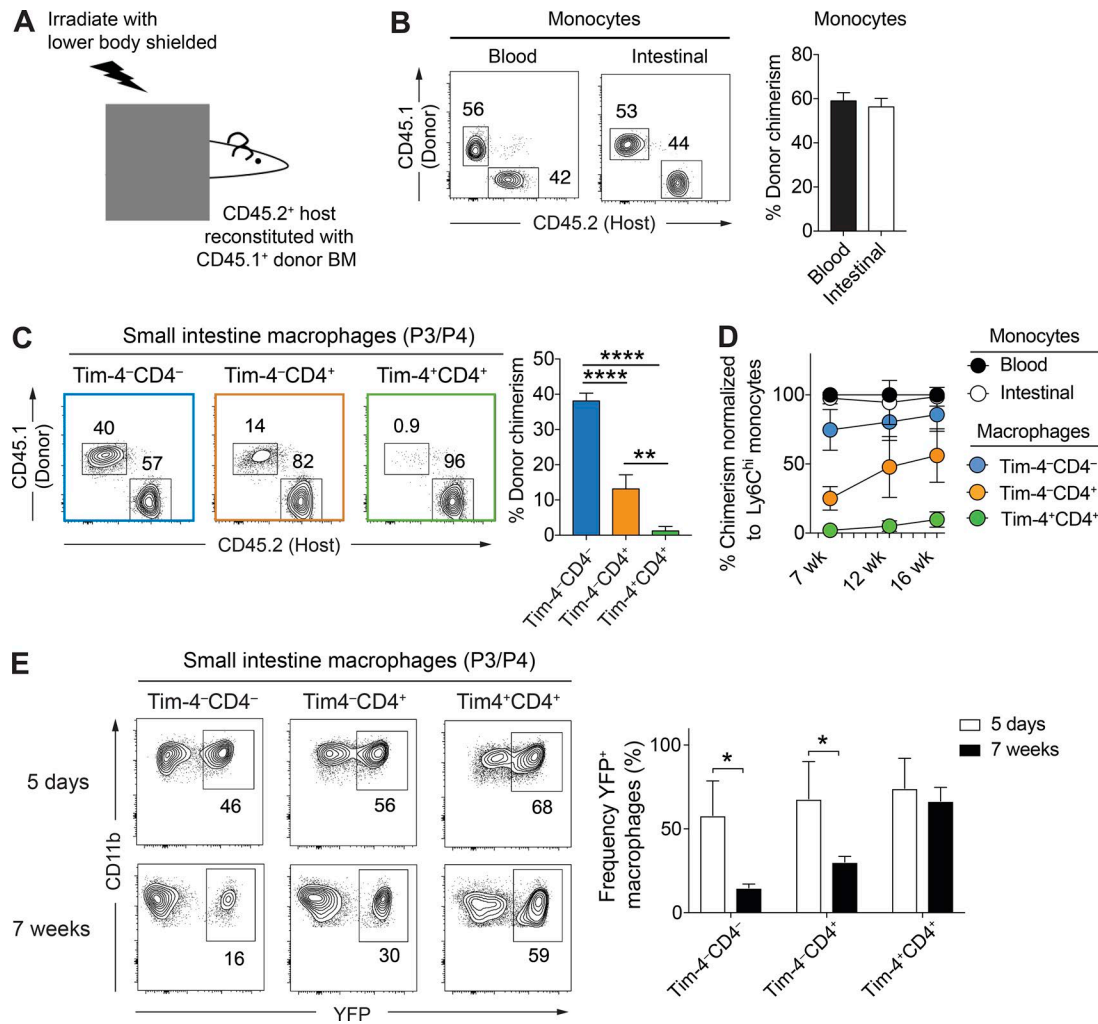 A
Irradiate with
lower body shielded
CD45.2⁺ host
reconstituted with
CD45.1⁺ donor BM
B
Monocytes
Blood
Intestinal
CD45.1
(Donor)
56
42
53
44
CD45.2 (Host)
Monocytes
% Donor chimerism
80
60
40
20
0
Blood
Intestinal
C
Small intestine macrophages (P3/P4)
Tim-4⁻CD4⁻
Tim-4⁻CD4⁺
Tim-4⁺CD4⁺
CD45.1
(Donor)
40
57
14
82
0.9
96
CD45.2 (Host)
% Donor chimerism
40
30
20
10
0
****
****
**
Tim-4⁻CD4⁻
Tim-4⁻CD4⁺
Tim-4⁺CD4⁺
D
% Chimerism normalized
to Ly6Cʰⁱ monocytes
100
50
0
7 wk
12 wk
16 wk
Monocytes
Blood
Intestinal
Macrophages
Tim-4⁻CD4⁻
Tim-4⁻CD4⁺
Tim-4⁺CD4⁺
E
Small intestine macrophages (P3/P4)
Tim-4⁻CD4⁻
Tim4⁻CD4⁺
Tim4⁺CD4⁺
5 days
46
56
68
CD11b
7 weeks
16
30
59
YFP
Frequency YFP⁺
macrophages (%)
100
50
0
*
*
5 days
7 weeks
Tim-4⁻CD4⁻
Tim-4⁻CD4⁺
Tim-4⁺CD4⁺